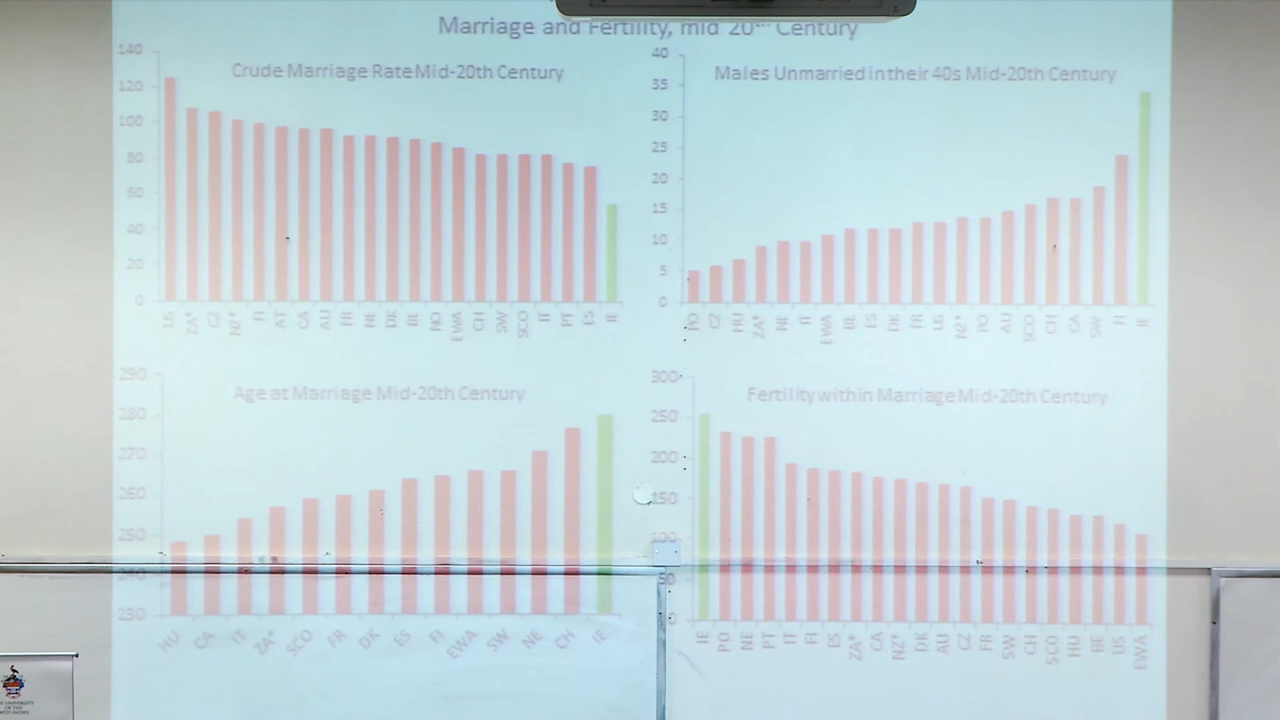 Marriage and Fertility, mid 20th Century
Crude Marriage Rate Mid-20th Century
140
120
100
80
60
40
20
0
US ZA* CZ NZ* FI AT CA AU FR NE DK BE NO EWA CH SW SCO IT PT ES IE
Males Unmarried in their 40s Mid-20th Century
40
35
30
25
20
15
10
5
0
PO CZ HU ZA* NE IT EWA BE ES DK FR US NZ* PO AU SCO CH CA SW FI IE
Age at Marriage Mid-20th Century
290
280
270
260
250
240
230
HU CA IT ZA* SCO FR DK ES FI EWA SW NE CH IE
Fertility within Marriage Mid-20th Century
300
250
200
150
100
50
0
IE PO NE PT IT FI ES ZA* CA NZ* DK AU CZ FR SW CH SCO HU BE US EWA
UNIVERSITY
OF THE
WEST INDIES